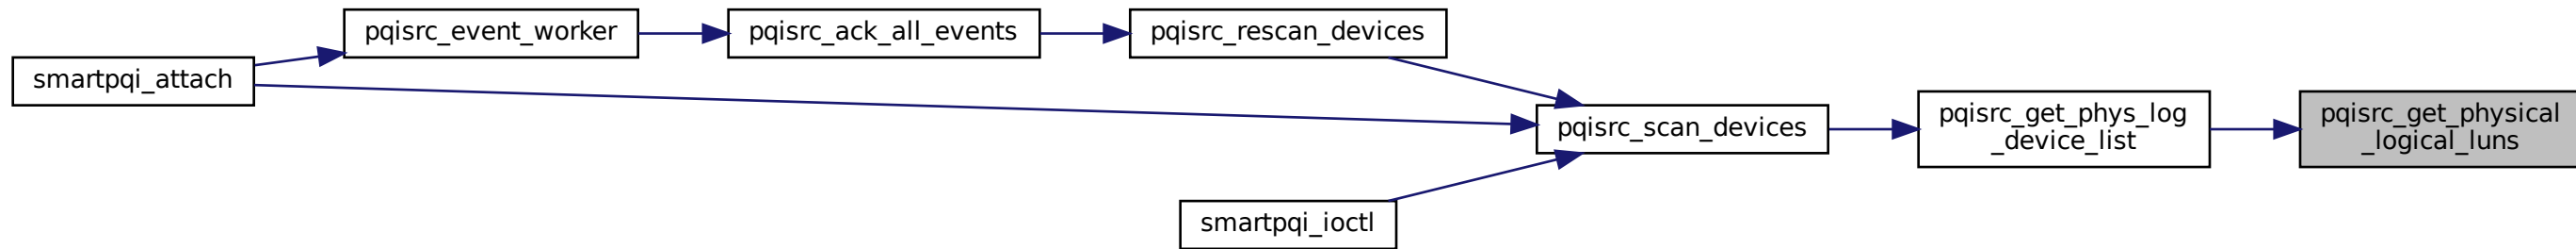 smartpqi_attach
pqisrc_event_worker
pqisrc_ack_all_events
pqisrc_rescan_devices
pqisrc_scan_devices
smartpqi_ioctl
pqisrc_get_phys_log
_device_list
pqisrc_get_physical
_logical_luns